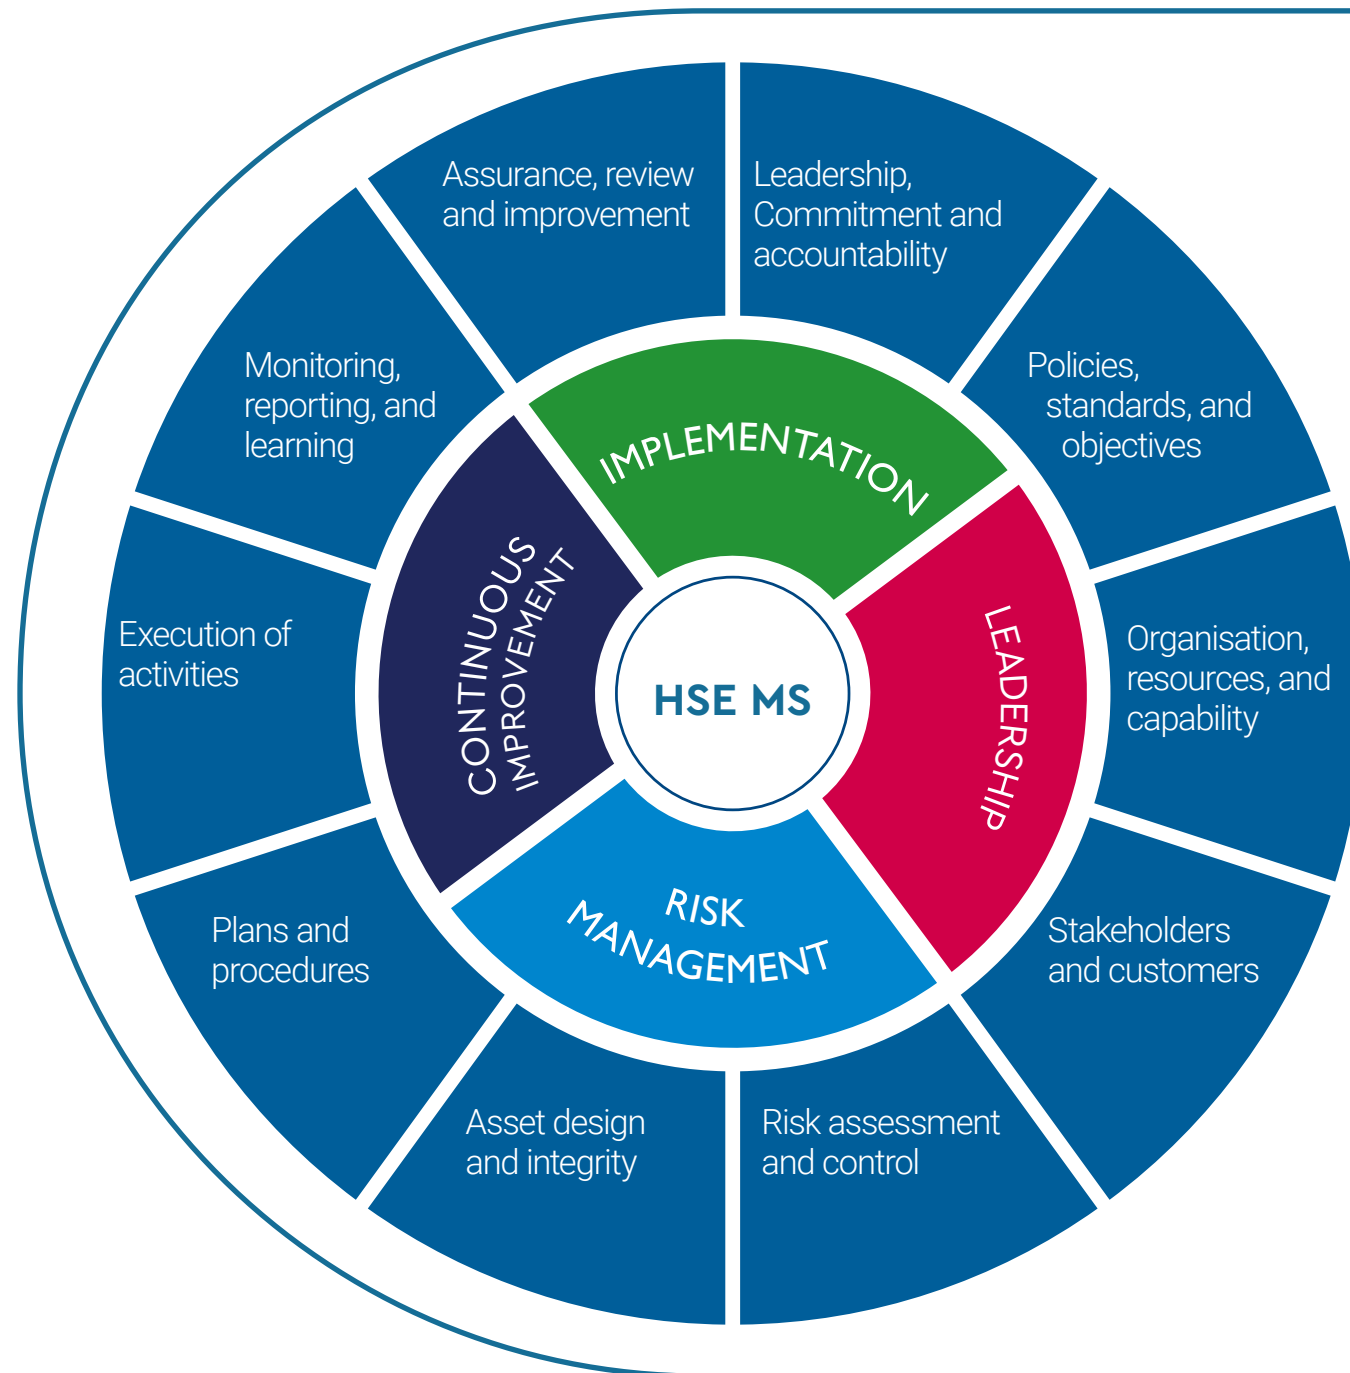 Assurance, review
and improvement
Leadership,
Commitment and
accountability
Monitoring,
reporting, and
learning
Policies,
standards, and
objectives
IMPLEMENTATION
CONTINUOUS
IMPROVEMENT
LEADERSHIP
Execution of
activities
HSE MS
Organisation,
resources, and
capability
RISK
MANAGEMENT
Plans and
procedures
Stakeholders
and customers
Asset design
and integrity
Risk assessment
and control